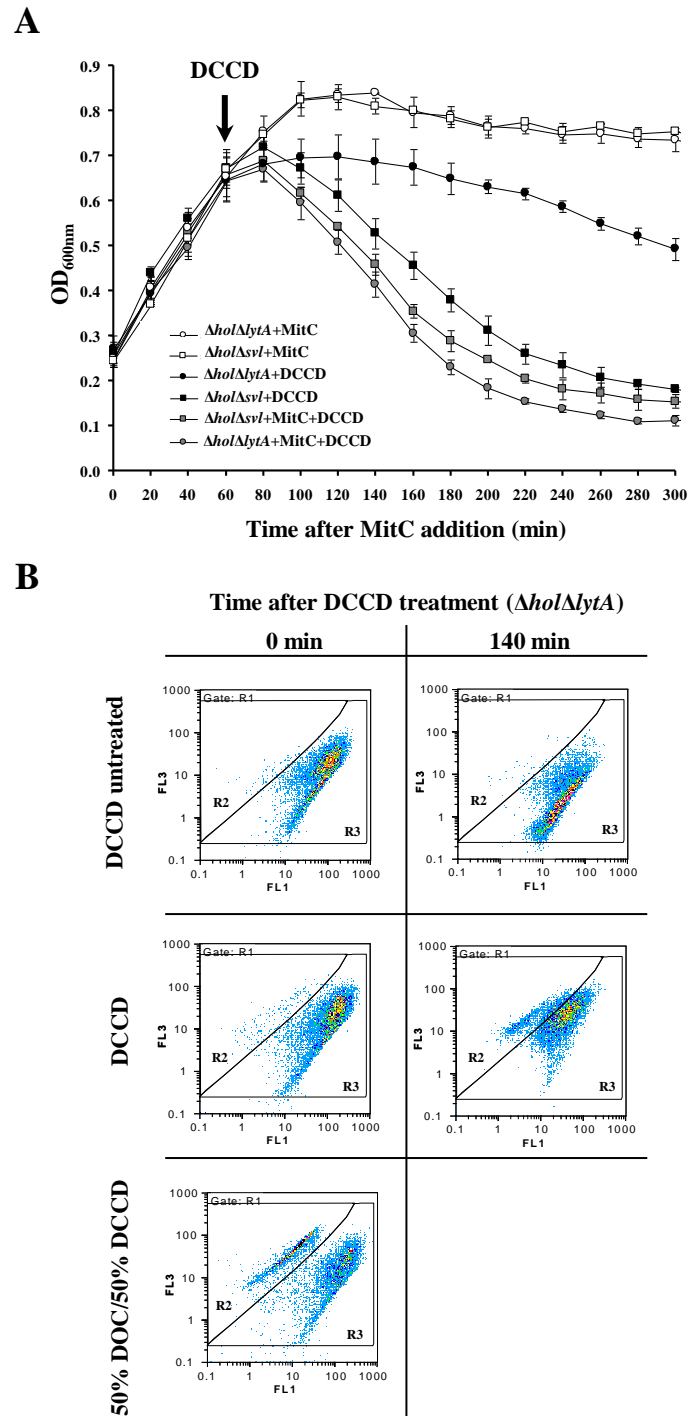 A
DCCD
OD600nm
0.9
0.8
0.7
0.6
0.5
0.4
0.3
0.2
0.1
0.0
ΔholΔlytA+MitC
ΔholΔsvl+MitC
ΔholΔlytA+DCCD
ΔholΔsvl+DCCD
ΔholΔsvl+MitC+DCCD
ΔholΔlytA+MitC+DCCD
0 20 40 60 80 100 120 140 160 180 200 220 240 260 280 300
Time after MitC addition (min)
B
Time after DCCD treatment (ΔholΔlytA)
0 min 140 min
DCCD untreated
Gate: R1
R2
R3
FL3
1000
100
10
1
0.1
0.1 1 10 100 1000
FL1
Gate: R1
R2
R3
FL3
1000
100
10
1
0.1
0.1 1 10 100 1000
FL1
DCCD
Gate: R1
R2
R3
FL3
1000
100
10
1
0.1
0.1 1 10 100 1000
FL1
Gate: R1
R2
R3
FL3
1000
100
10
1
0.1
0.1 1 10 100 1000
FL1
50% DOC/50% DCCD
Gate: R1
R2
R3
FL3
1000
100
10
1
0.1
0.1 1 10 100 1000
FL1